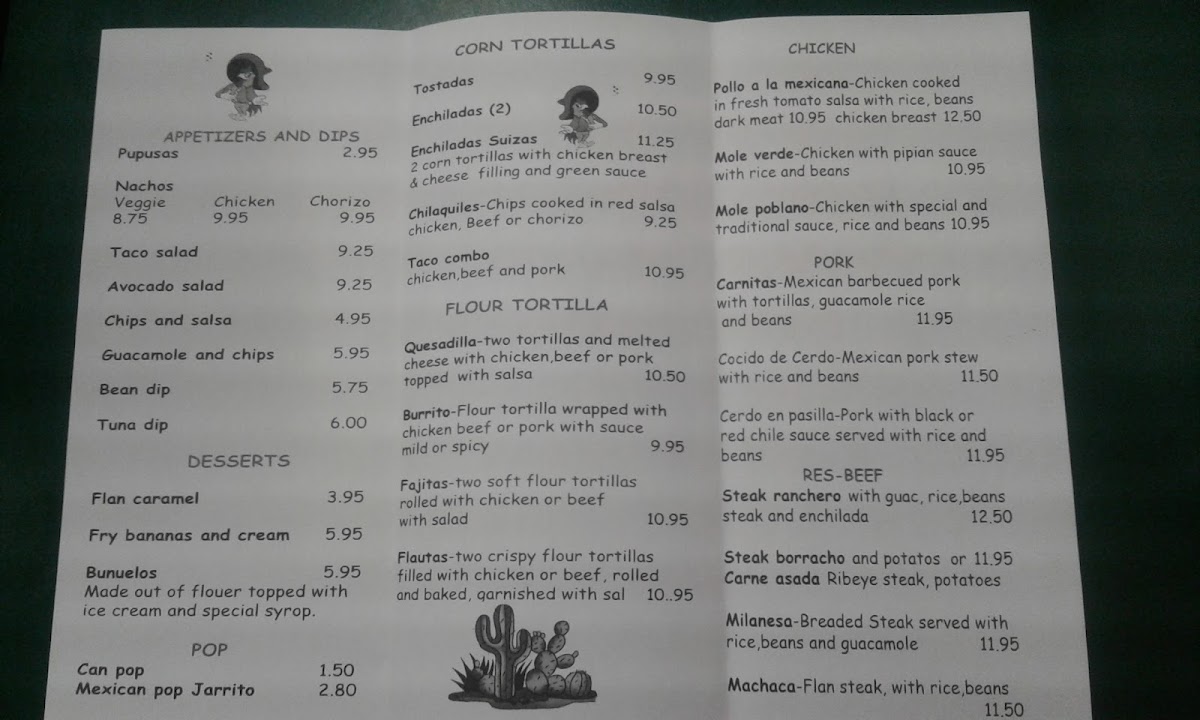 APPETIZERS AND DIPS
Pupusas 2.95
Nachos
Veggie Chicken Chorizo
8.75 9.95 9.95
Taco salad 9.25
Avocado salad 9.25
Chips and salsa 4.95
Guacamole and chips 5.95
Bean dip 5.75
Tuna dip 6.00
DESSERTS
Flan caramel 3.95
Fry bananas and cream 5.95
Bunuelos 5.95
Made out of flouer topped with
ice cream and special syrop.
POP
Can pop 1.50
Mexican pop Jarrito 2.80
CORN TORTILLAS
Tostadas 9.95
Enchiladas (2) 10.50
Enchiladas Suizas 11.25
2 corn tortillas with chicken breast
& cheese filling and green sauce
Chilaquiles-Chips cooked in red salsa
chicken, Beef or chorizo 9.25
Taco combo
chicken,beef and pork 10.95
FLOUR TORTILLA
Quesadilla-two tortillas and melted
cheese with chicken,beef or pork
topped with salsa 10.50
Burrito-Flour tortilla wrapped with
chicken beef or pork with sauce
mild or spicy 9.95
Fajitas-two soft flour tortillas
rolled with chicken or beef
with salad 10.95
Flautas-two crispy flour tortillas
filled with chicken or beef, rolled
and baked, qarnished with sal 10..95
CHICKEN
Pollo a la mexicana-Chicken cooked
in fresh tomato salsa with rice, beans
dark meat 10.95 chicken breast 12.50
Mole verde-Chicken with pipian sauce
with rice and beans 10.95
Mole poblano-Chicken with special and
traditional sauce, rice and beans 10.95
PORK
Carnitas-Mexican barbecued pork
with tortillas, guacamole rice
and beans 11.95
Cocido de Cerdo-Mexican pork stew
with rice and beans 11.50
Cerdo en pasilla-Pork with black or
red chile sauce served with rice and
beans 11.95
RES-BEEF
Steak ranchero with guac, rice,beans
steak and enchilada 12.50
Steak borracho and potatos or 11.95
Carne asada Ribeye steak, potatoes
Milanesa-Breaded Steak served with
rice,beans and guacamole 11.95
Machaca-Flan steak, with rice,beans
11.50